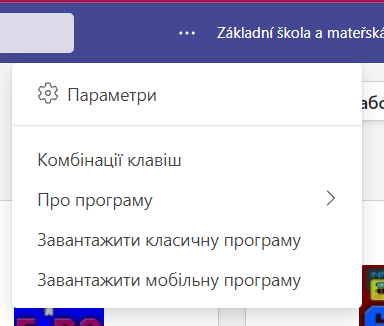 Základní škola a mateřská
Параметри
Комбінації клавіш
Про програму
Завантажити класичну програму
Завантажити мобільну програму